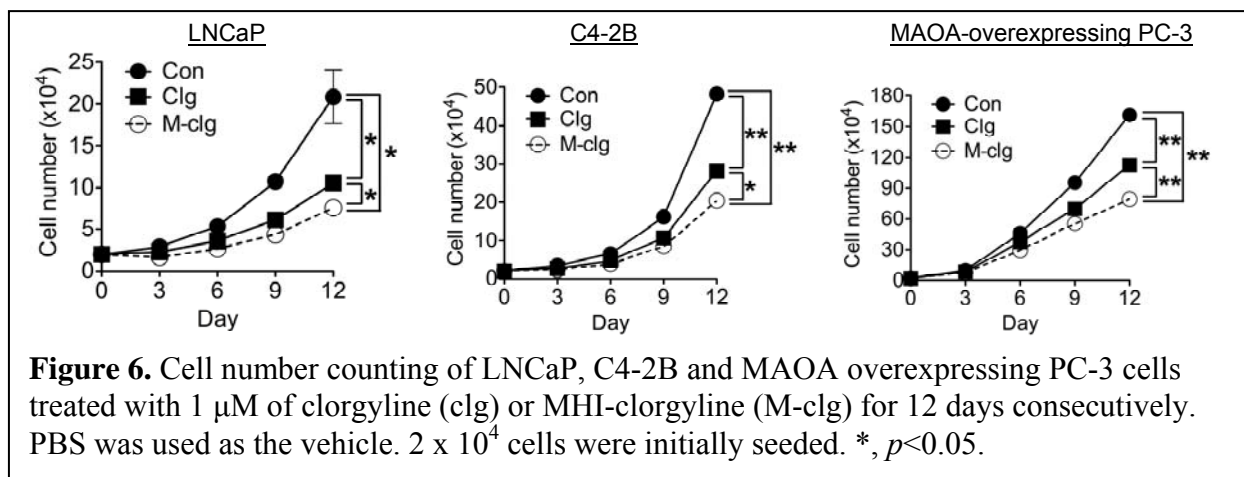 LNCaP
C4-2B
MAOA-overexpressing PC-3
Cell number (x10⁴)
25
20
15
10
5
0
Con
Clg
M-clg
*
*
*
0 3 6 9 12
Day
Cell number (x10⁴)
50
40
30
20
10
0
Con
Clg
M-clg
**
*
**
0 3 6 9 12
Day
Cell number (x10⁴)
180
150
120
90
60
30
0
Con
Clg
M-clg
**
**
**
0 3 6 9 12
Day
Figure 6. Cell number counting of LNCaP, C4-2B and MAOA overexpressing PC-3 cells
treated with 1 μM of clorgyline (clg) or MHI-clorgyline (M-clg) for 12 days consecutively.
PBS was used as the vehicle. 2 x 10⁴ cells were initially seeded. *, p<0.05.